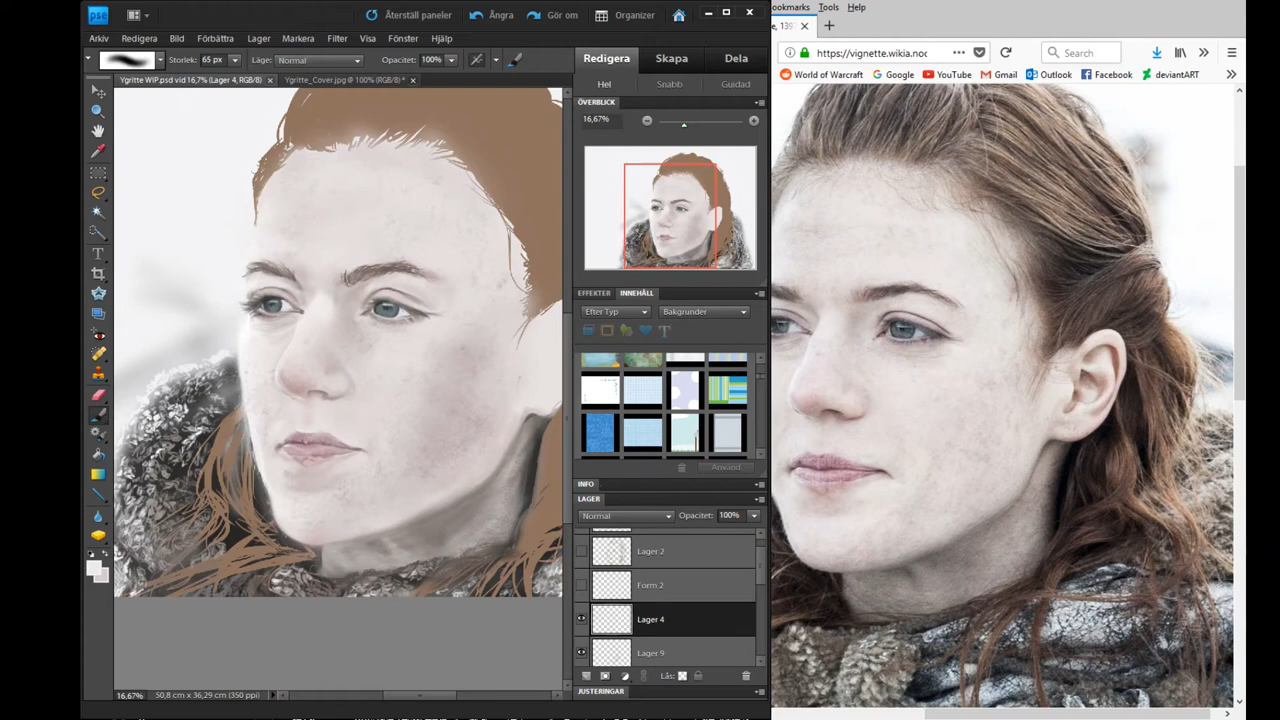 pse
Återställ paneler
Ångra
Gör om
Organizer
Arkiv Redigera Bild Förbättra Lager Markera Filter Visa Fönster Hjälp
Storlek: 65 px Läge: Normal Opacitet: 100%
Redigera Skapa Dela
Ygritte WIP.psd vid 16,7% (Lager 4, RGB/8) × Ygritte_Cover.jpg @ 100% (RGB/8) * ×
Hel Snabb Guidad
ÖVERBLICK
16,67%
EFFEKTER INNEHÅLL
Efter Typ Bakgrunder
Använd
INFO
LAGER
Normal Opacitet: 100%
Lager 2
Form 2
Lager 4
Lager 9
Lås:
JUSTERINGAR
16,67% 50,8 cm x 36,29 cm (350 ppi)
ookmarks Tools Help
https://vignette.wikia.noc
Search
World of Warcraft Google YouTube Gmail Outlook Facebook deviantART